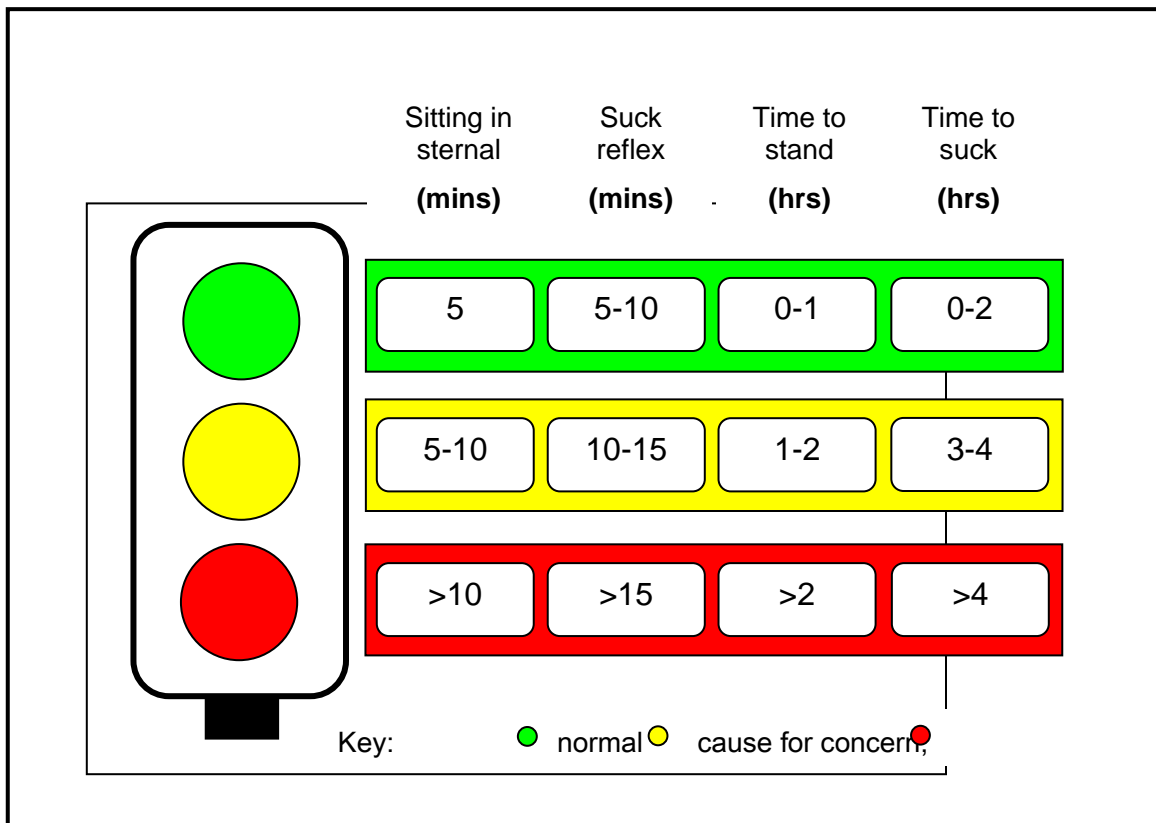 Sitting in sternal (mins)
Suck reflex (mins)
Time to stand (hrs)
Time to suck (hrs)
5 5-10 0-1 0-2
5-10 10-15 1-2 3-4
>10 >15 >2 >4
Key: normal cause for concern,